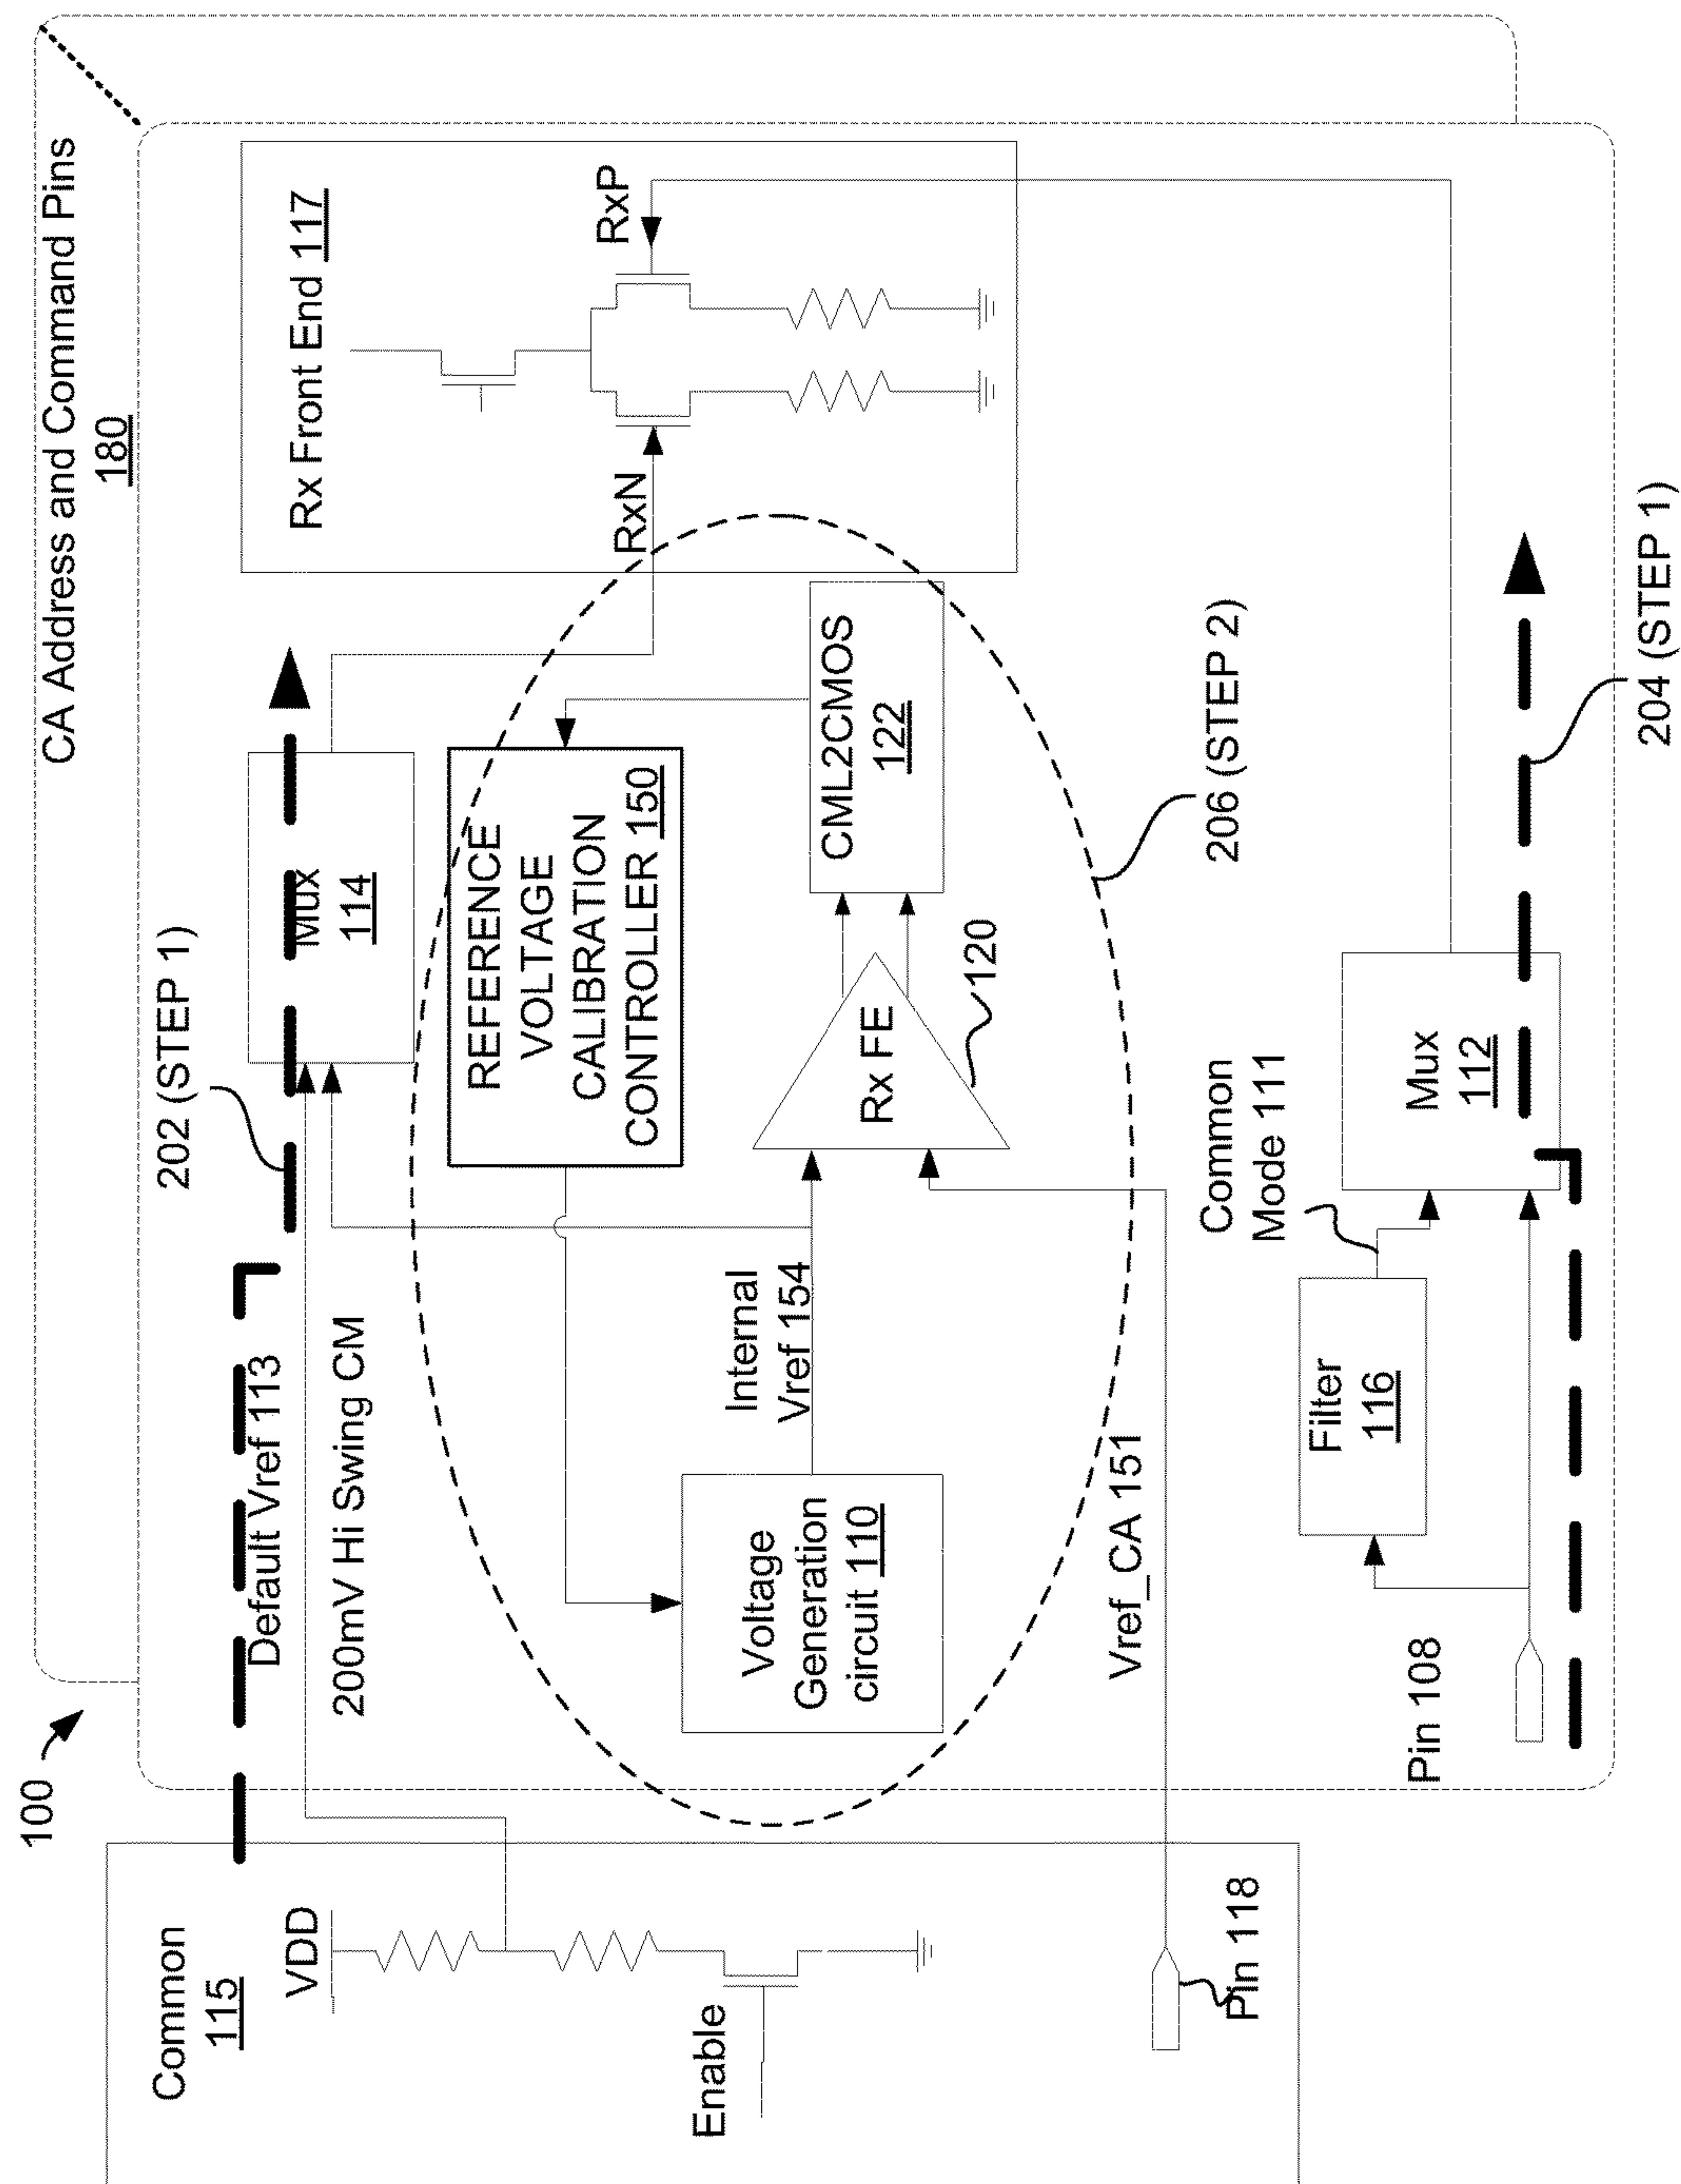 100
CA Address and Command Pins
180
Common
115
VDD
Enable
Pin 118
Default Vref 113
200mV Hi Swing CM
202 (STEP 1)
Mux
114
Rx Front End 117
RxN
RxP
REFERENCE
VOLTAGE
CALIBRATION
CONTROLLER 150
Voltage
Generation
circuit 110
Internal
Vref 154
Rx FE
120
CML2CMOS
122
Vref_CA 151
206 (STEP 2)
Pin 108
Filter
116
Common
Mode 111
Mux
112
204 (STEP 1)